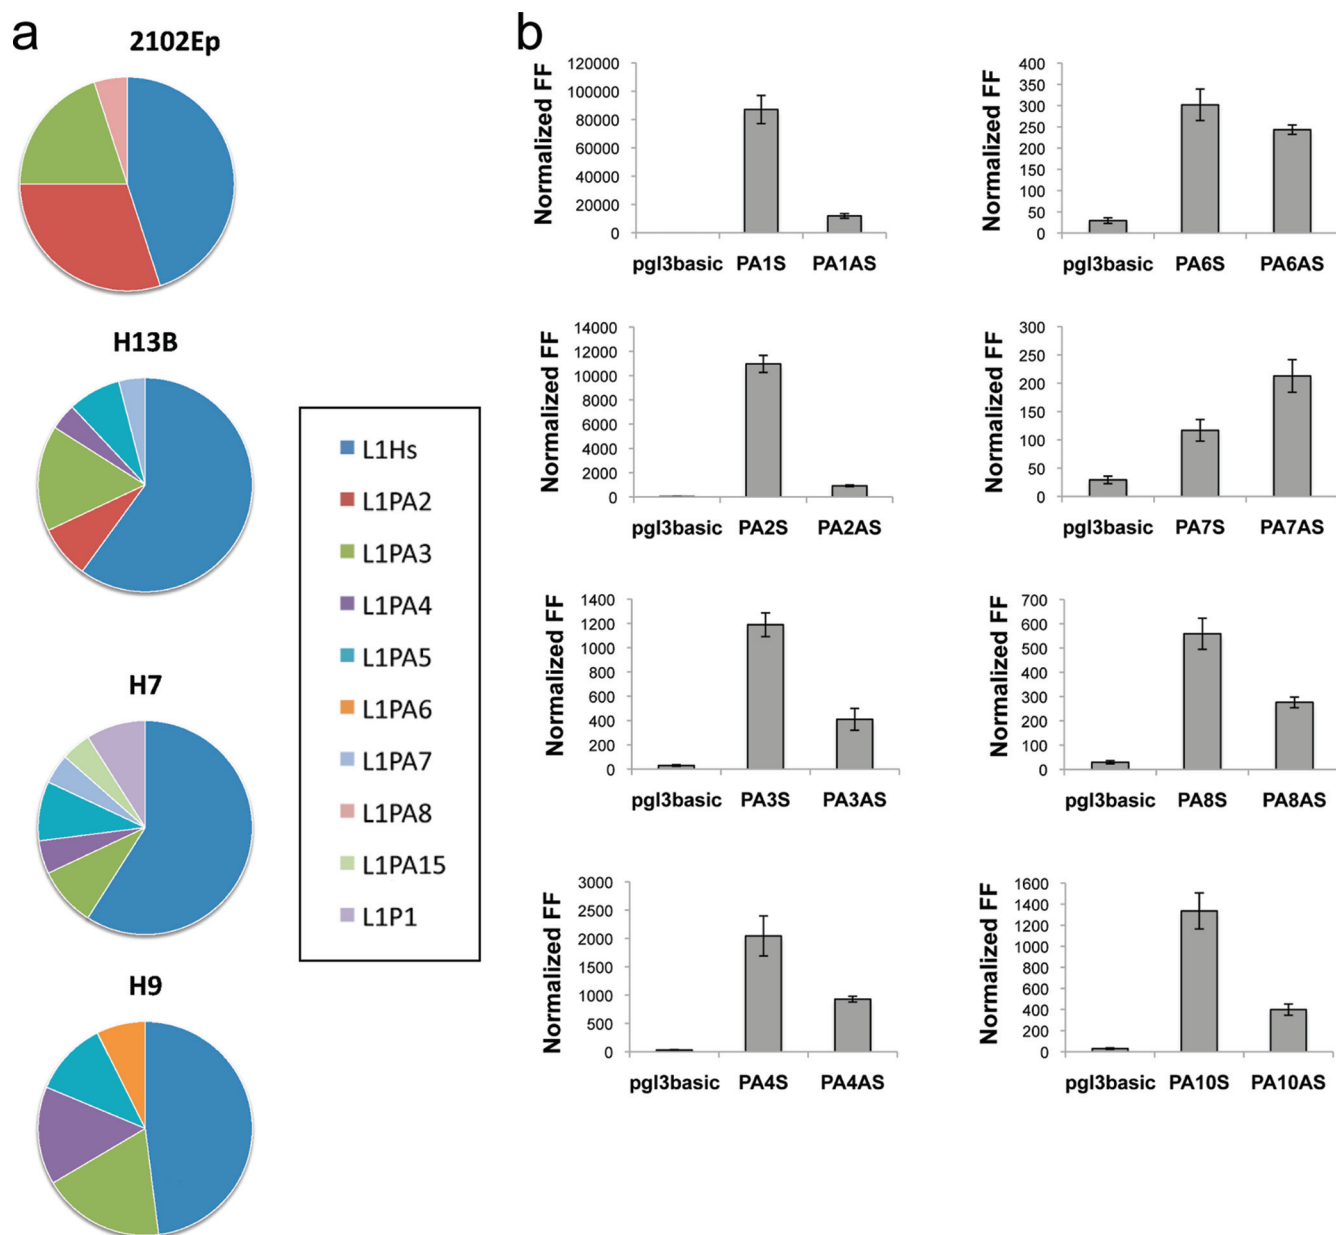 a
2102Ep
H13B
H7
H9
L1Hs
L1PA2
L1PA3
L1PA4
L1PA5
L1PA6
L1PA7
L1PA8
L1PA15
L1P1
b
Normalized FF
120000
100000
80000
60000
40000
20000
0
pgl3basic PA1S PA1AS
Normalized FF
400
350
300
250
200
150
100
50
0
pgl3basic PA6S PA6AS
Normalized FF
14000
12000
10000
8000
6000
4000
2000
0
pgl3basic PA2S PA2AS
Normalized FF
300
250
200
150
100
50
0
pgl3basic PA7S PA7AS
Normalized FF
1400
1200
1000
800
600
400
200
0
pgl3basic PA3S PA3AS
Normalized FF
700
600
500
400
300
200
100
0
pgl3basic PA8S PA8AS
Normalized FF
3000
2500
2000
1500
1000
500
0
pgl3basic PA4S PA4AS
Normalized FF
1600
1400
1200
1000
800
600
400
200
0
pgl3basic PA10S PA10AS